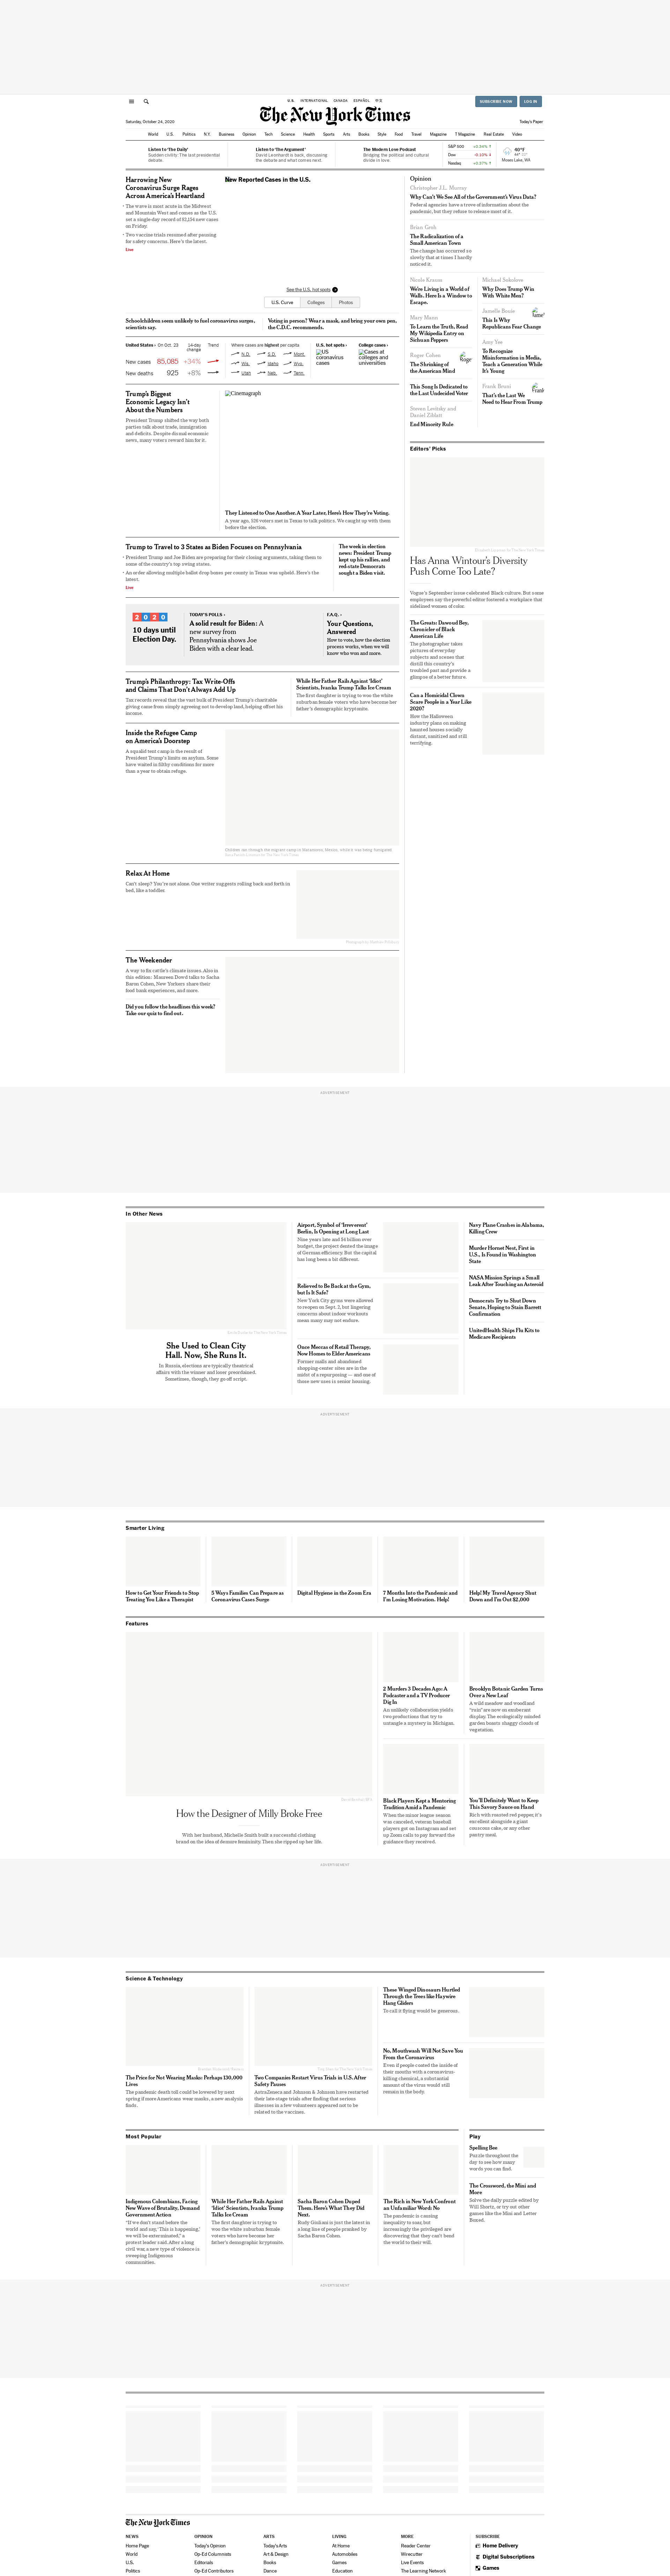 U.S.
INTERNATIONAL
CANADA
ESPAÑOL
中文
SUBSCRIBE NOW
LOG IN
The New York Times
Saturday, October 24, 2020
Today's Paper
World
U.S.
Politics
N.Y.
Business
Opinion
Tech
Science
Health
Sports
Arts
Books
Style
Food
Travel
Magazine
T Magazine
Real Estate
Video
Listen to 'The Daily'
Sudden civility: The last presidential debate.
Listen to 'The Argument'
David Leonhardt is back, discussing the debate and what comes next.
The Modern Love Podcast
Bridging the political and cultural divide in love.
S&P 500
+0.34% ↑
Dow
-0.10% ↓
Nasdaq
+0.37% ↑
Moses Lake, WA
Harrowing New
Coronavirus Surge Rages
Across America's Heartland
The wave is most acute in the Midwest
and Mountain West and comes as the U.S.
set a single-day record of 82,134 new cases
on Friday.
Two vaccine trials resumed after pausing
for safety concerns. Here's the latest.
Live
New Reported Cases in the U.S.
See the U.S. hot spots
U.S. Curve
Colleges
Photos
Schoolchildren seem unlikely to fuel coronavirus surges,
scientists say.
Voting in person? Wear a mask, and bring your own pen,
the C.D.C. recommends.
United States › On Oct. 23
14-day
change
Trend
New cases 85,085 +34%
New deaths 925 +8%
Where cases are highest per capita
N.D.
S.D.
Mont.
Wis.
Idaho
Wyo.
Utah
Neb.
Tenn.
U.S. hot spots ›
US
coronavirus
cases
College cases ›
Cases at
colleges and
universities
Trump's Biggest
Economic Legacy Isn't
About the Numbers
President Trump shifted the way both
parties talk about trade, immigration
and deficits. Despite dismal economic
news, many voters reward him for it.
Cinemagraph
They Listened to One Another. A Year Later, Here's How They're Voting.
A year ago, 526 voters met in Texas to talk politics. We caught up with them
before the election.
Trump to Travel to 3 States as Biden Focuses on Pennsylvania
President Trump and Joe Biden are preparing for their closing arguments, taking them to
some of the country's top swing states.
An order allowing multiple ballot drop boxes per county in Texas was upheld. Here's the
latest.
Live
The week in election
news: President Trump
kept up his rallies, and
red-state Democrats
sought a Biden visit.
2020
10 days until
Election Day.
TODAY'S POLLS ›
A solid result for Biden: A
new survey from
Pennsylvania shows Joe
Biden with a clear lead.
F.A.Q. ›
Your Questions,
Answered
How to vote, how the election
process works, when we will
know who won and more.
Trump's Philanthropy: Tax Write-Offs
and Claims That Don't Always Add Up
Tax records reveal that the vast bulk of President Trump's charitable
giving came from simply agreeing not to develop land, helping offset his
income.
While Her Father Rails Against 'Idiot'
Scientists, Ivanka Trump Talks Ice Cream
The first daughter is trying to woo the white
suburban female voters who have become her
father's demographic kryptonite.
Inside the Refugee Camp
on America's Doorstep
A squalid tent camp is the result of
President Trump's limits on asylum. Some
have waited in filthy conditions for more
than a year to obtain refuge.
Children ran through the migrant camp in Matamoros, Mexico, while it was being fumigated
Relax At Home
Can't sleep? You're not alone. One writer suggests rolling back and forth in
bed, like a toddler.
The Weekender
A way to fix cattle's climate issues. Also in
this edition: Maureen Dowd talks to Sacha
Baron Cohen, New Yorkers share their
food bank experiences, and more.
Did you follow the headlines this week?
Take our quiz to find out.
Opinion
Christopher J.L. Murray
Why Can't We See All of the Government's Virus Data?
Federal agencies have a trove of information about the
pandemic, but they refuse to release most of it.
Brian Groh
The Radicalization of a
Small American Town
The change has occurred so
slowly that at times I hardly
noticed it.
Nicole Krauss
We're Living in a World of
Walls. Here Is a Window to
Escape.
Mary Mann
To Learn the Truth, Read
My Wikipedia Entry on
Sichuan Peppers
Roger Cohen
The Shrinking of
the American Mind
Roger
This Song Is Dedicated to
the Last Undecided Voter
Steven Levitsky and
Daniel Ziblatt
End Minority Rule
Michael Sokolove
Why Does Trump Win
With White Men?
Jamelle Bouie
This Is Why
Republicans Fear Change
Jamelle
Amy Yee
To Recognize
Misinformation in Media,
Teach a Generation While
It's Young
Frank Bruni
That's the Last We
Need to Hear From Trump
Frank
Editors' Picks
Has Anna Wintour's Diversity
Push Come Too Late?
Vogue's September issue celebrated Black culture. But some
employees say the powerful editor fostered a workplace that
sidelined women of color.
The Greats: Dawoud Bey,
Chronicler of Black
American Life
The photographer takes
pictures of everyday
subjects and scenes that
distill this country's
troubled past and provide a
glimpse of a better future.
Can a Homicidal Clown
Scare People in a Year Like
2020?
How the Halloween
industry plans on making
haunted houses socially
distant, sanitized and still
terrifying.
ADVERTISEMENT
In Other News
She Used to Clean City
Hall. Now, She Runs It.
In Russia, elections are typically theatrical
affairs with the winner and loser preordained.
Sometimes, though, they go off script.
Airport, Symbol of 'Irreverent'
Berlin, Is Opening at Long Last
Nine years late and $4 billion over
budget, the project dented the image
of German efficiency. But the capital
has long been a bit different.
Relieved to Be Back at the Gym,
but Is It Safe?
New York City gyms were allowed
to reopen on Sept. 2, but lingering
concerns about indoor workouts
mean many may not endure.
Once Meccas of Retail Therapy,
Now Homes to Elder Americans
Former malls and abandoned
shopping-center sites are in the
midst of a repurposing — and one of
those new uses is senior housing.
Navy Plane Crashes in Alabama,
Killing Crew
Murder Hornet Nest, First in
U.S., Is Found in Washington
State
NASA Mission Springs a Small
Leak After Touching an Asteroid
Democrats Try to Shut Down
Senate, Hoping to Stain Barrett
Confirmation
UnitedHealth Ships Flu Kits to
Medicare Recipients
ADVERTISEMENT
Smarter Living
How to Get Your Friends to Stop
Treating You Like a Therapist
5 Ways Families Can Prepare as
Coronavirus Cases Surge
Digital Hygiene in the Zoom Era
7 Months Into the Pandemic and
I'm Losing Motivation. Help!
Help! My Travel Agency Shut
Down and I'm Out $2,000
Features
How the Designer of Milly Broke Free
With her husband, Michelle Smith built a successful clothing
brand on the idea of demure femininity. Then she ripped up her life.
2 Murders 3 Decades Ago: A
Podcaster and a TV Producer
Dig In
An unlikely collaboration yields
two productions that try to
untangle a mystery in Michigan.
Brooklyn Botanic Garden Turns
Over a New Leaf
A wild meadow and woodland
"ruin" are now an exuberant
display. The ecologically minded
garden boasts shaggy clouds of
vegetation.
Black Players Kept a Mentoring
Tradition Amid a Pandemic
When the minor league season
was canceled, veteran baseball
players got on Instagram and set
up Zoom calls to pay forward the
guidance they received.
You'll Definitely Want to Keep
This Savory Sauce on Hand
Rich with roasted red pepper, it's
excellent alongside a giant
couscous cake, or any other
pantry meal.
ADVERTISEMENT
Science & Technology
The Price for Not Wearing Masks: Perhaps 130,000
Lives
The pandemic death toll could be lowered by next
spring if more Americans wear masks, a new analysis
finds.
Two Companies Restart Virus Trials in U.S. After
Safety Pauses
AstraZeneca and Johnson & Johnson have restarted
their late-stage trials after finding that serious
illnesses in a few volunteers appeared not to be
related to the vaccines.
These Winged Dinosaurs Hurtled
Through the Trees like Haywire
Hang Gliders
To call it flying would be generous.
No, Mouthwash Will Not Save You
From the Coronavirus
Even if people coated the inside of
their mouths with a coronavirus-
killing chemical, a substantial
amount of the virus would still
remain in the body.
Most Popular
Indigenous Colombians, Facing
New Wave of Brutality, Demand
Government Action
"If we don't stand before the
world and say, 'This is happening,'
we will be exterminated," a
protest leader said. After a long
civil war, a new type of violence is
sweeping Indigenous
communities.
While Her Father Rails Against
'Idiot' Scientists, Ivanka Trump
Talks Ice Cream
The first daughter is trying to
woo the white suburban female
voters who have become her
father's demographic kryptonite.
Sacha Baron Cohen Duped
Them. Here's What They Did
Next.
Rudy Giuliani is just the latest in
a long line of people pranked by
Sacha Baron Cohen.
The Rich in New York Confront
an Unfamiliar Word: No
The pandemic is causing
inequality to soar, but
increasingly the privileged are
discovering that they can't bend
the world to their will.
Play
Spelling Bee
Puzzle throughout the
day to see how many
words you can find.
The Crossword, the Mini and
More
Solve the daily puzzle edited by
Will Shortz, or try out other
games like the Mini and Letter
Boxed.
ADVERTISEMENT
The New York Times
NEWS
Home Page
World
U.S.
Politics
OPINION
Today's Opinion
Op-Ed Columnists
Editorials
Op-Ed Contributors
ARTS
Today's Arts
Art & Design
Books
Dance
LIVING
At Home
Automobiles
Games
Education
MORE
Reader Center
Wirecutter
Live Events
The Learning Network
SUBSCRIBE
Home Delivery
Digital Subscriptions
Games